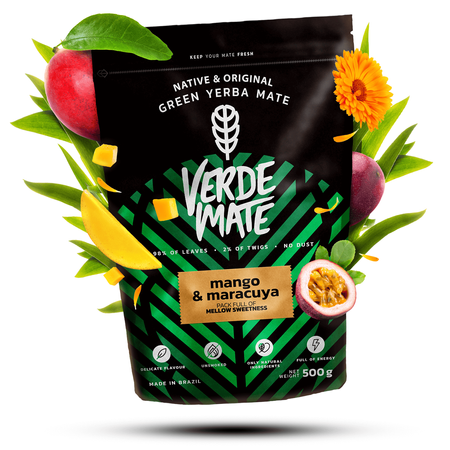 KEEP YOUR MATE FRESH
NATIVE & ORIGINAL
GREEN YERBA MATE
VERDE
MATE
• 98% OF LEAVES • 2% OF TWIGS • NO DUST •
mango
& maracuya
PACK FULL OF
MELLOW SWEETNESS
DELICATE FLAVOUR
UNSMOKED
ONLY NATURAL
INGREDIENTS
FULL OF ENERGY
MADE IN BRAZIL
NET
WEIGHT 500 g